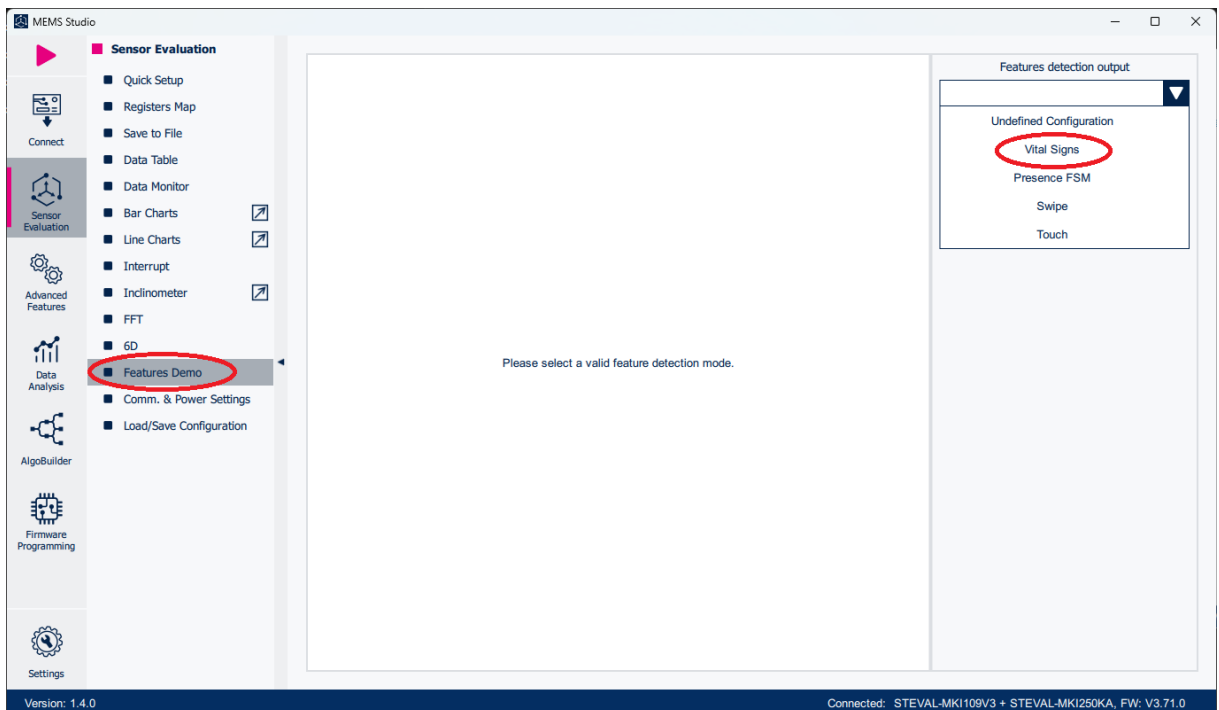 MEMS Studio
Connect
Sensor
Evaluation
Advanced
Features
Data
Analysis
AlgoBuilder
Firmware
Programming
Settings
Sensor Evaluation
Quick Setup
Registers Map
Save to File
Data Table
Data Monitor
Bar Charts
Line Charts
Interrupt
Inclinometer
FFT
6D
Features Demo
Comm. & Power Settings
Load/Save Configuration
Please select a valid feature detection mode.
Features detection output
Undefined Configuration
Vital Signs
Presence FSM
Swipe
Touch
Version: 1.4.0
Connected: STEVAL-MKI109V3 + STEVAL-MKI250KA, FW: V3.71.0